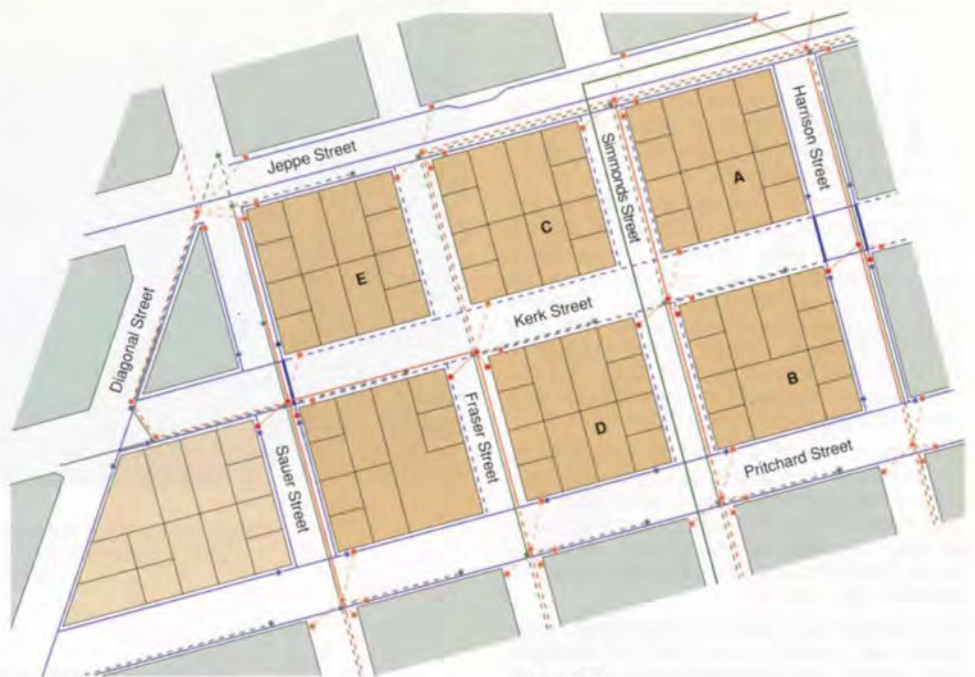 Jeppe Street
Harrison Street
Simmonds Street
A
C
E
Kerk Street
Diagonal Street
Fraser Street
B
D
Pritchard Street
Sauer Street